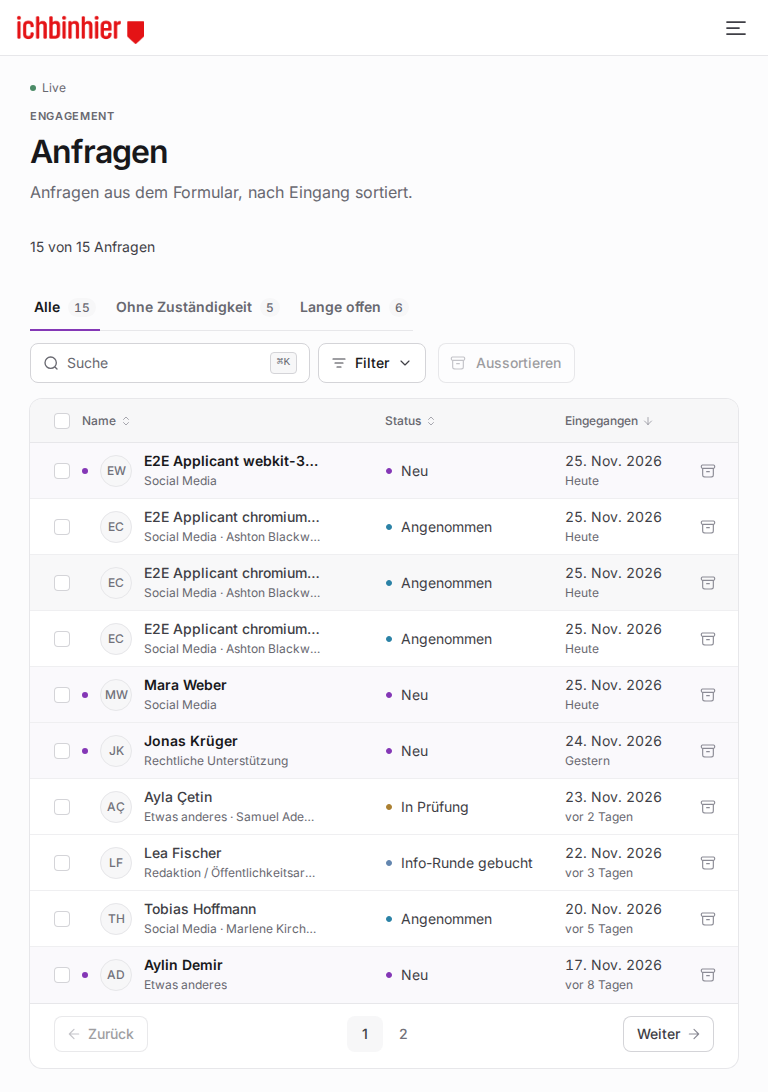 ichbinhier
Live
ENGAGEMENT
Anfragen
Anfragen aus dem Formular, nach Eingang sortiert.
15 von 15 Anfragen
Alle 15 Ohne Zuständigkeit 5 Lange offen 6
Suche ⌘K Filter Aussortieren
Name Status Eingegangen
EW E2E Applicant webkit-3… Neu 25. Nov. 2026
Social Media Heute
EC E2E Applicant chromium… Angenommen 25. Nov. 2026
Social Media · Ashton Blackw… Heute
EC E2E Applicant chromium… Angenommen 25. Nov. 2026
Social Media · Ashton Blackw… Heute
EC E2E Applicant chromium… Angenommen 25. Nov. 2026
Social Media · Ashton Blackw… Heute
MW Mara Weber Neu 25. Nov. 2026
Social Media Heute
JK Jonas Krüger Neu 24. Nov. 2026
Rechtliche Unterstützung Gestern
AÇ Ayla Çetin In Prüfung 23. Nov. 2026
Etwas anderes · Samuel Ade… vor 2 Tagen
LF Lea Fischer Info-Runde gebucht 22. Nov. 2026
Redaktion / Öffentlichkeitsar… vor 3 Tagen
TH Tobias Hoffmann Angenommen 20. Nov. 2026
Social Media · Marlene Kirch… vor 5 Tagen
AD Aylin Demir Neu 17. Nov. 2026
Etwas anderes vor 8 Tagen
Zurück 1 2 Weiter